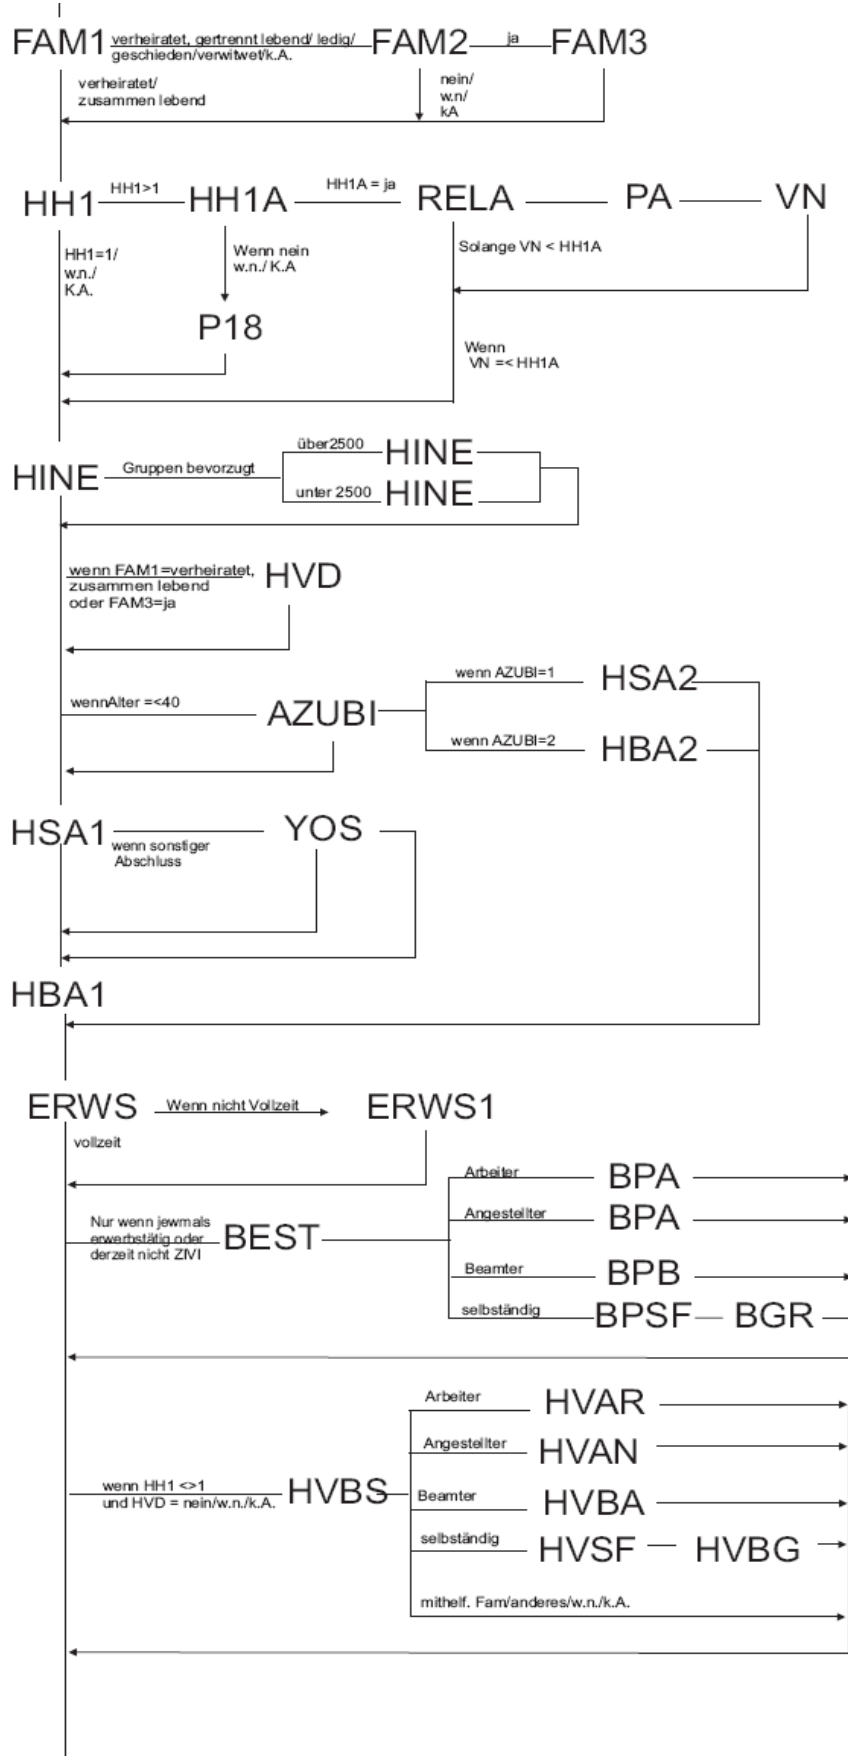 FAM1 verheiratet, gertrennt lebend/ ledig/ FAM2 ja FAM3
geschieden/verwitwet/k.A.
verheiratet/
zusammen lebend
nein/
w.n/
kA
HH1 HH1>1 HH1A HH1A = ja RELA PA VN
HH1=1/
w.n./
K.A.
Wenn nein
w.n./ K.A
Solange VN < HH1A
P18
Wenn
VN =< HH1A
HINE Gruppen bevorzugt
über2500 HINE
unter 2500 HINE
wenn FAM1=verheiratet, HVD
zusammen lebend
oder FAM3=ja
wennAlter =<40 AZUBI
wenn AZUBI=1 HSA2
wenn AZUBI=2 HBA2
HSA1 wenn sonstiger YOS
Abschluss
HBA1
ERWS Wenn nicht Vollzeit ERWS1
vollzeit
Nur wenn jewmals
erwerbstätig oder BEST
derzeit nicht ZIVI
Arbeiter BPA
Angestellter BPA
Beamter BPB
selbständig BPSF BGR
wenn HH1 <>1 HVBS
und HVD = nein/w.n./k.A.
Arbeiter HVAR
Angestellter HVAN
Beamter HVBA
selbständig HVSF HVBG
mithelf. Fam/anderes/w.n./k.A.